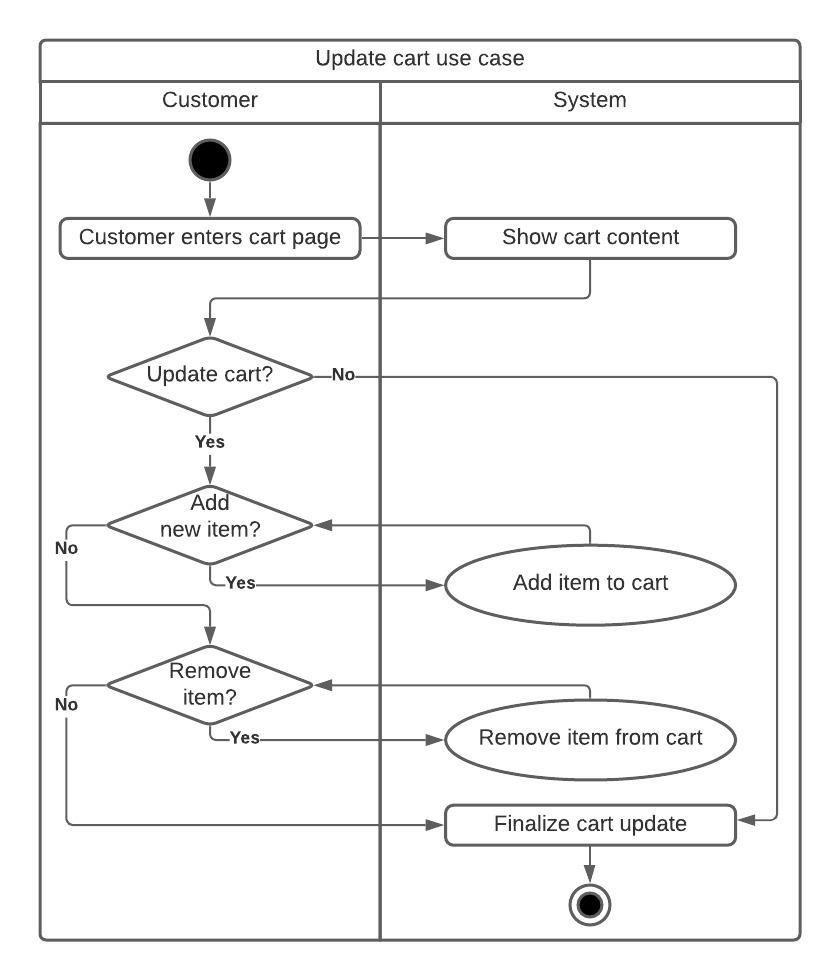 Update cart use case
Customer
System
Customer enters cart page
Show cart content
Update cart?
No
Yes
Add
new item?
No
Yes
Add item to cart
Remove
item?
No
Yes
Remove item from cart
Finalize cart update